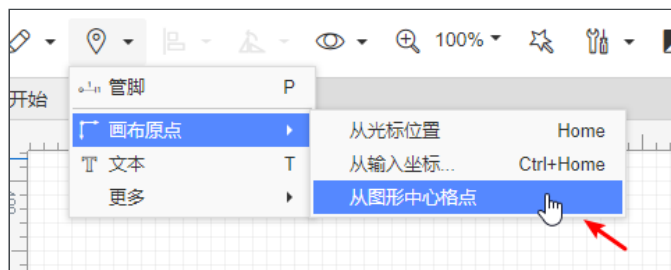 100%
开始
管脚 P
画布原点
从光标位置 Home
T 文本 T
从输入坐标... Ctrl+Home
更多
从图形中心格点